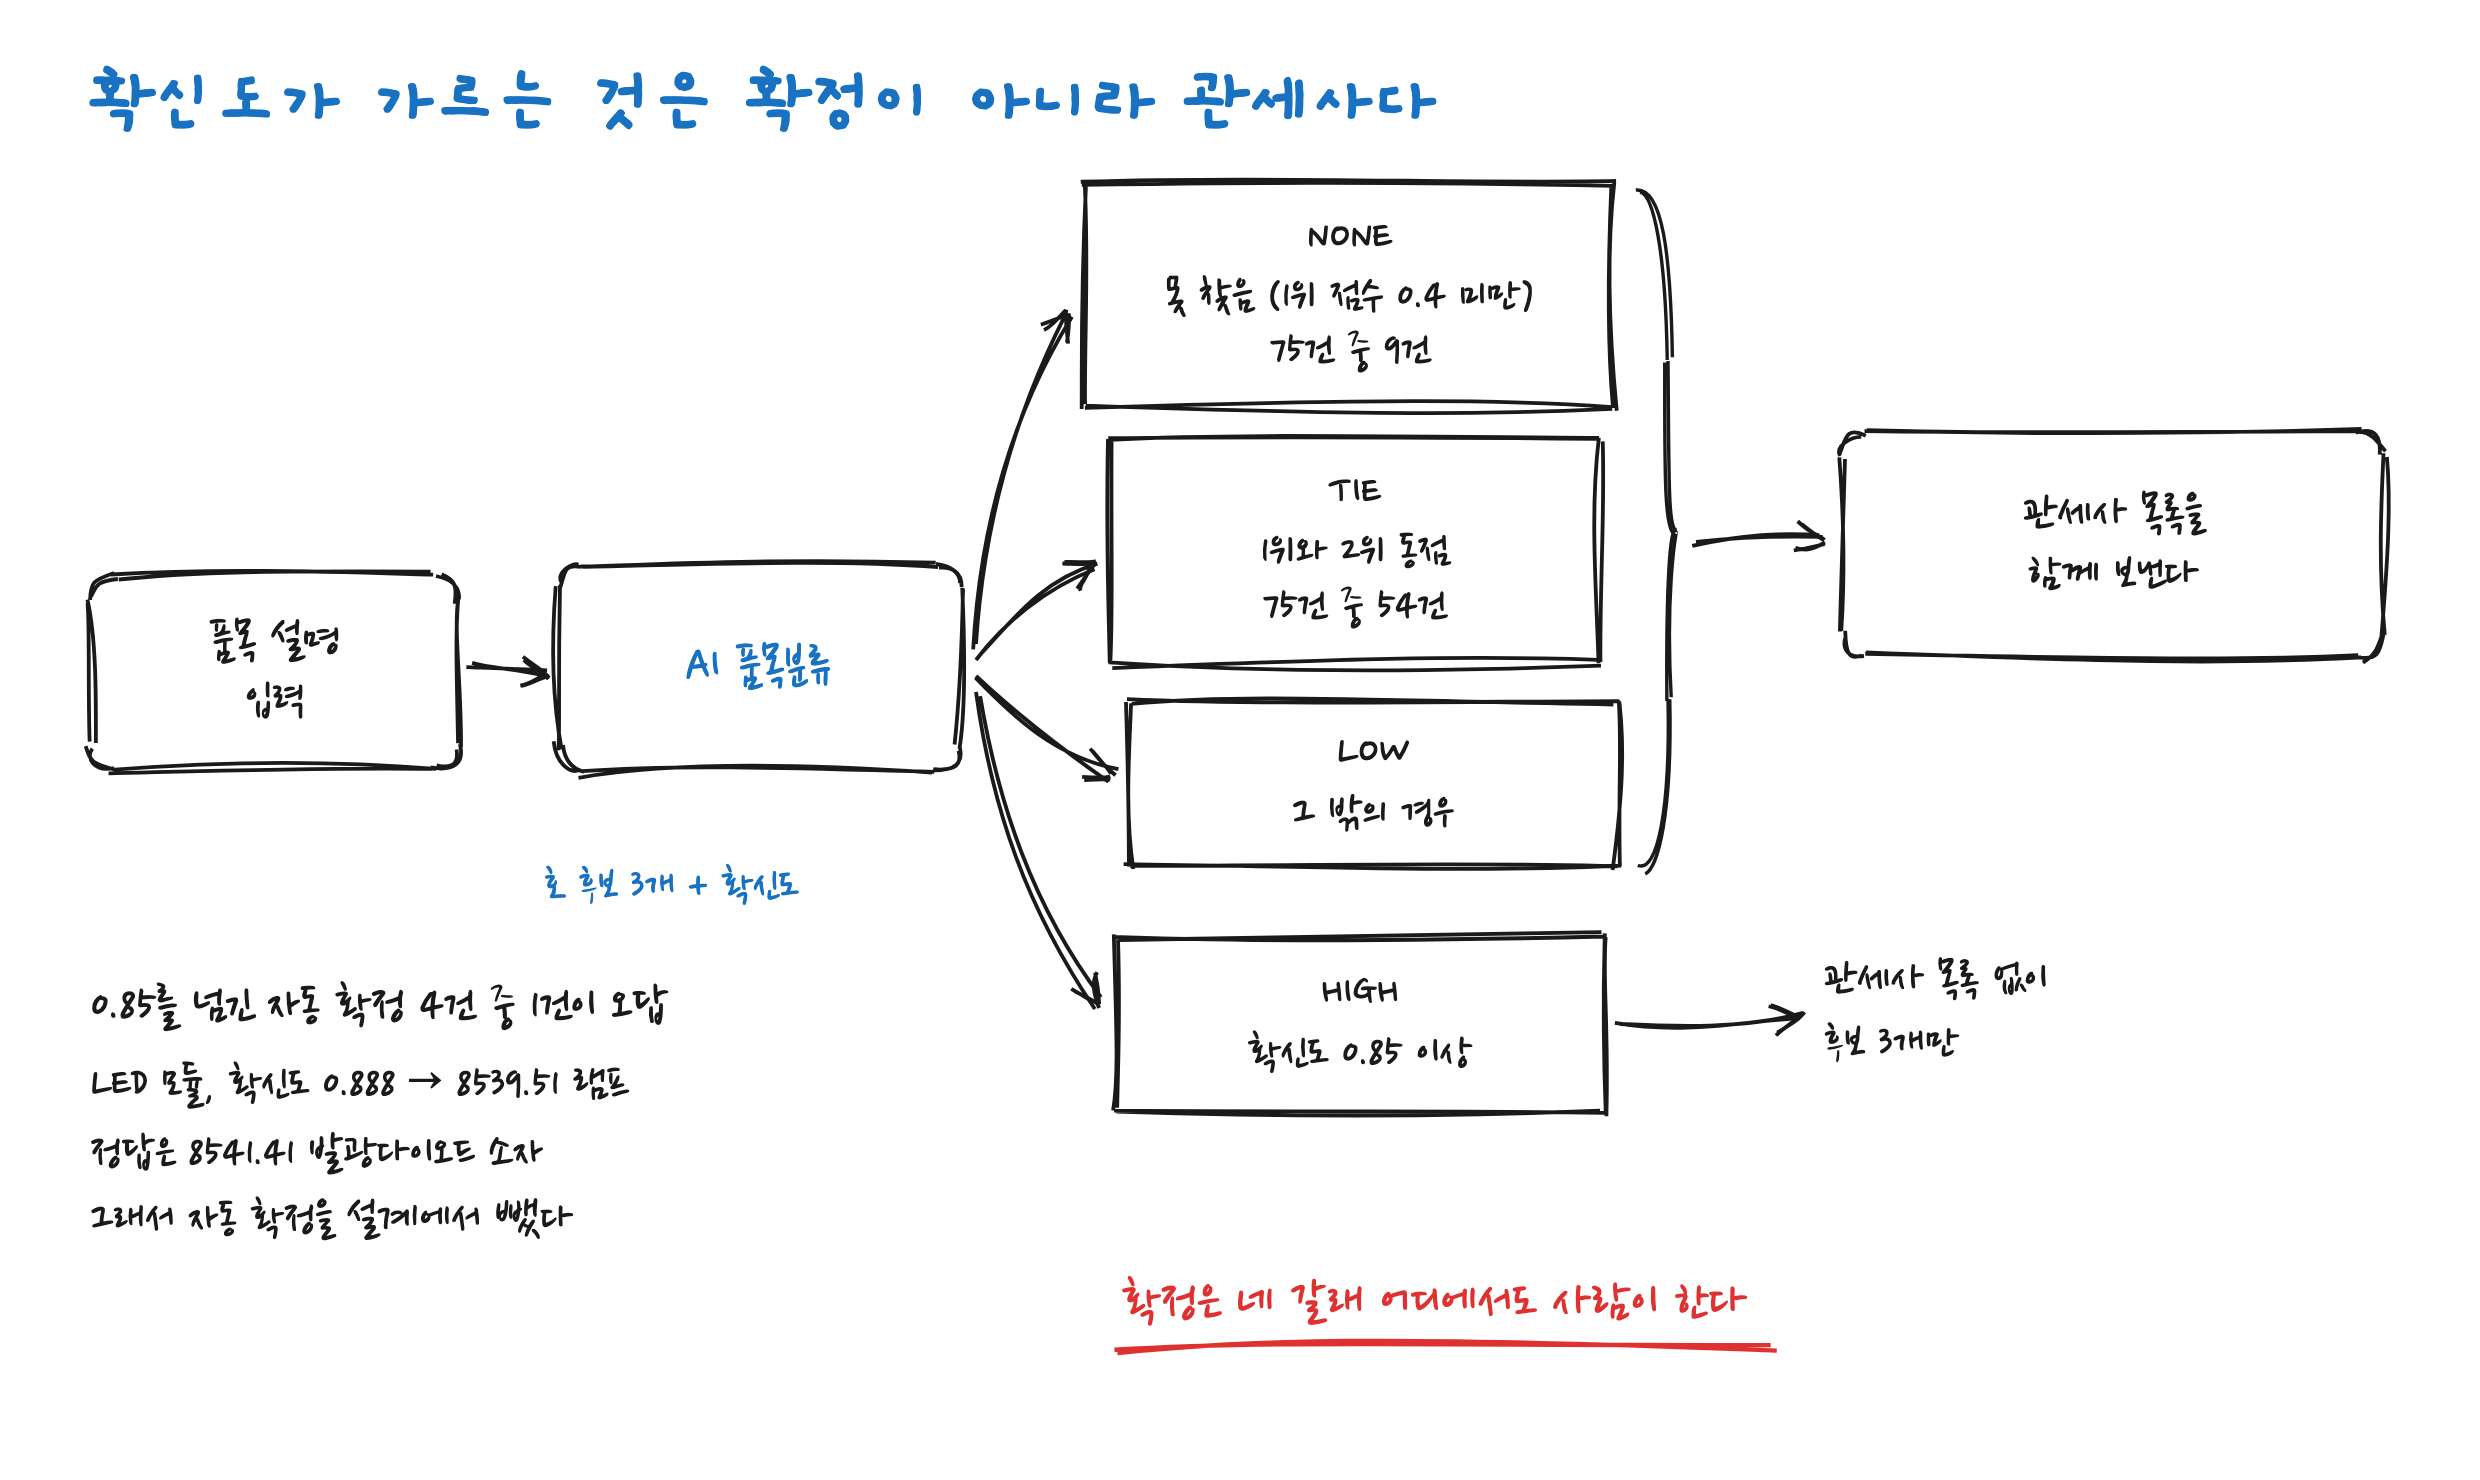 확신도가 가르는 것은 확정이 아니라 관세사다
NONE
못 찾음 (1위 점수 0.4 미만)
75건 중 9건
TIE
1위와 2위 동점
75건 중 54건
관세사 목록을
함께 보낸다
품목 설명
입력
AI 품목분류
LOW
그 밖의 경우
호 후보 3개 + 확신도
HIGH
확신도 0.85 이상
관세사 목록 없이
후보 3개만
0.85를 넘긴 자동 확정 4건 중 1건이 오답
LED 물품, 확신도 0.888 → 8539.51 램프
정답은 8541.41 발광다이오드 소자
그래서 자동 확정을 설계에서 뺐다
확정은 네 갈래 어디에서도 사람이 한다